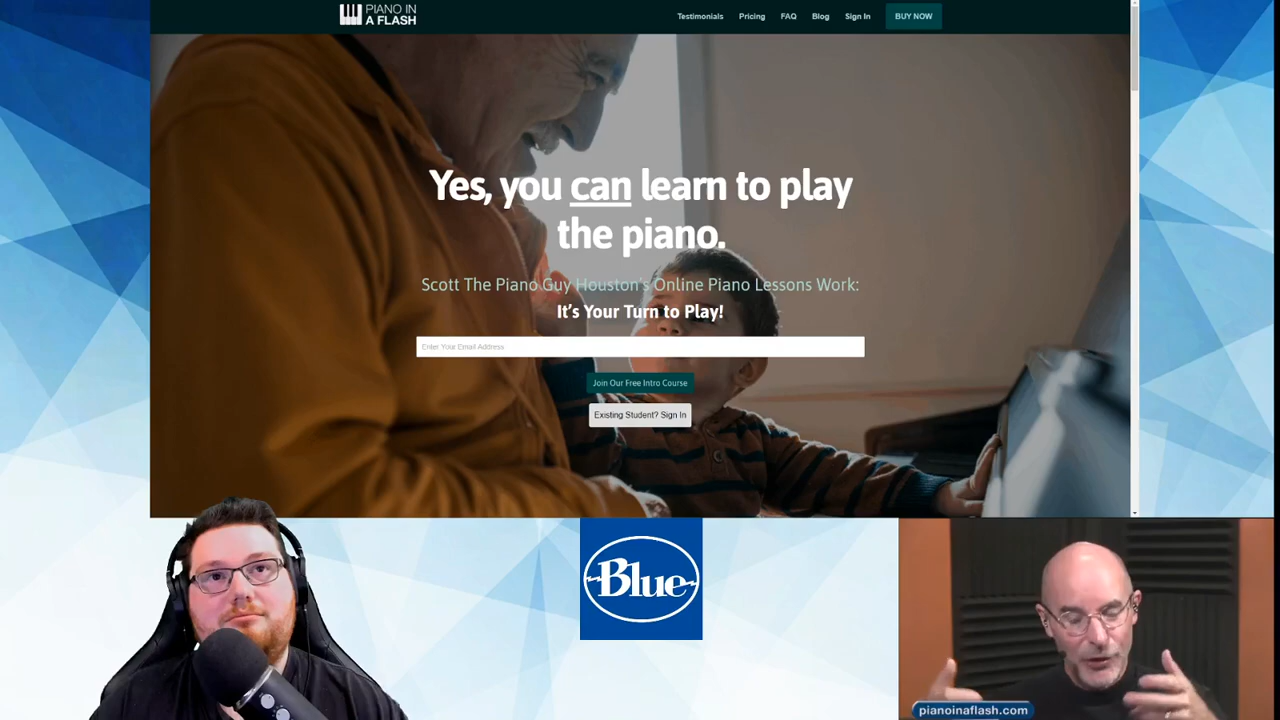 PIANO IN
A FLASH
Testimonials Pricing FAQ Blog Sign In BUY NOW
Yes, you can learn to play
the piano.
Scott The Piano Guy Houston's Online Piano Lessons Work:
It's Your Turn to Play!
Enter Your Email Address
Join Our Free Intro Course
Existing Student? Sign In
Blue
pianoinaflash.com